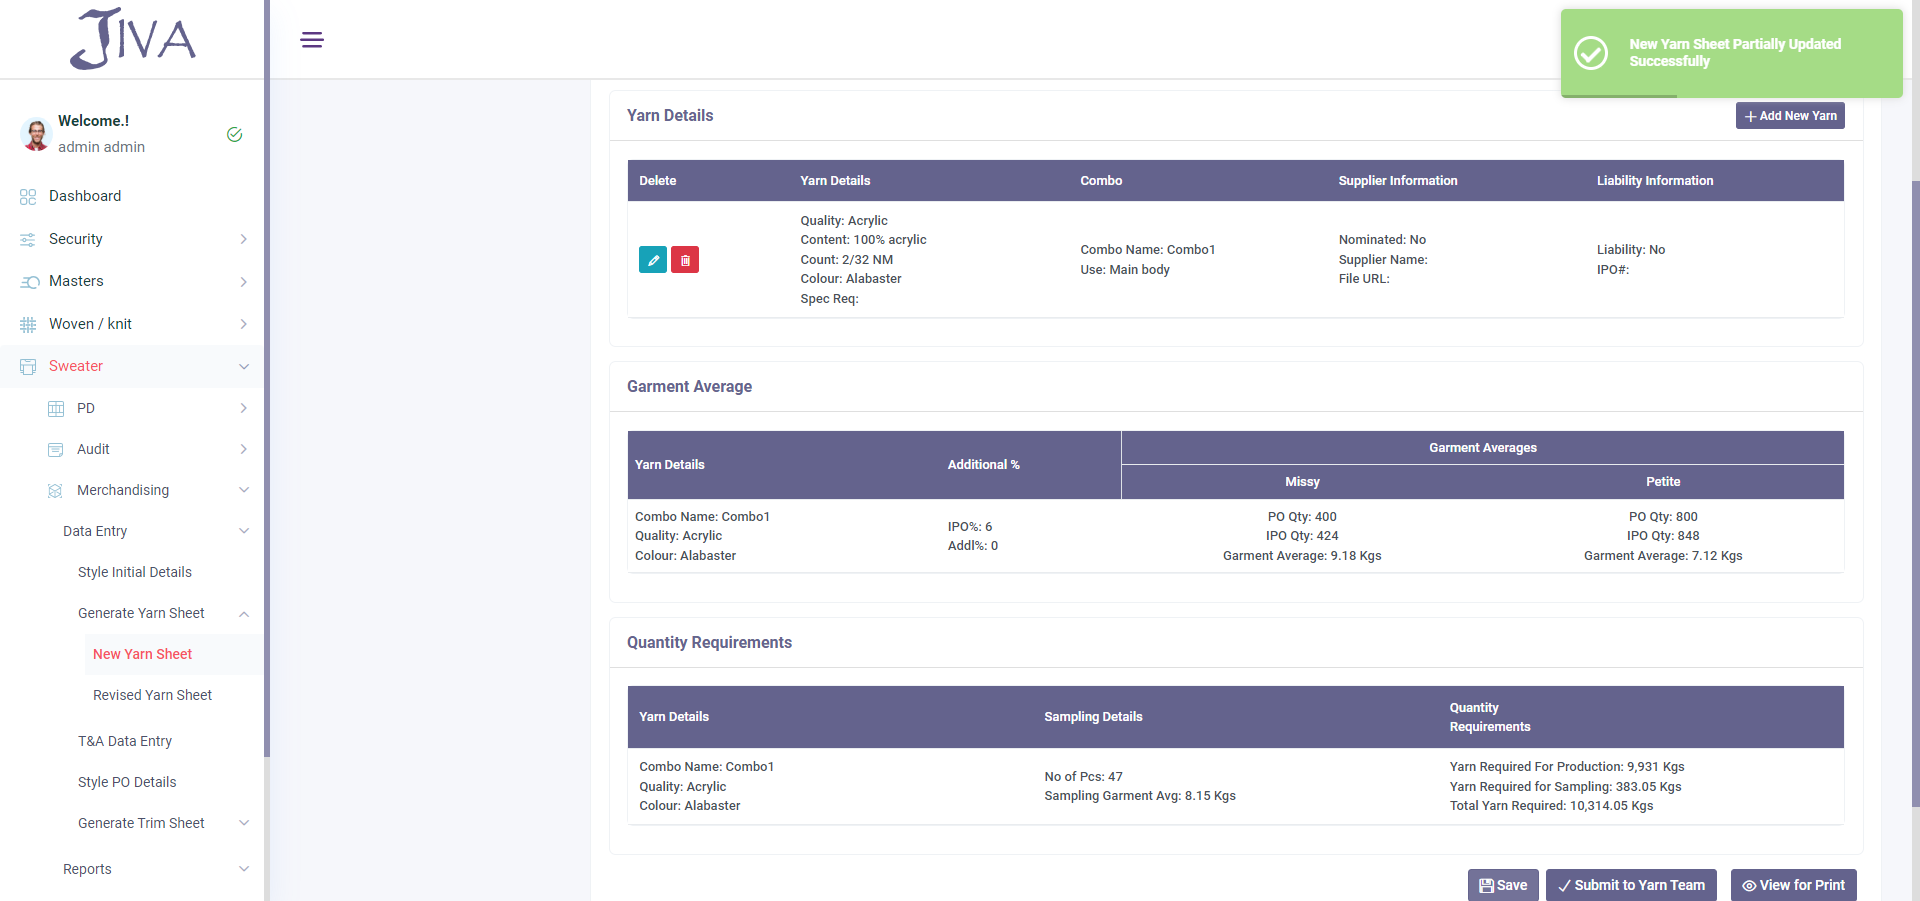 JIVA
New Yarn Sheet Partially Updated
Successfully
Welcome.!
admin admin
Dashboard
Security
Masters
Woven / knit
Sweater
PD
Audit
Merchandising
Data Entry
Style Initial Details
Generate Yarn Sheet
New Yarn Sheet
Revised Yarn Sheet
T&A Data Entry
Style PO Details
Generate Trim Sheet
Reports
Yarn Details
Add New Yarn
Delete Yarn Details Combo Supplier Information Liability Information
Quality: Acrylic
Content: 100% acrylic
Count: 2/32 NM
Colour: Alabaster
Spec Req:
Combo Name: Combo1
Use: Main body
Nominated: No
Supplier Name:
File URL:
Liability: No
IPO#:
Garment Average
Yarn Details Additional % Garment Averages
Missy Petite
Combo Name: Combo1
Quality: Acrylic
Colour: Alabaster
IPO%: 6
Addl%: 0
PO Qty: 400
IPO Qty: 424
Garment Average: 9.18 Kgs
PO Qty: 800
IPO Qty: 848
Garment Average: 7.12 Kgs
Quantity Requirements
Yarn Details Sampling Details
Quantity
Requirements
Combo Name: Combo1
Quality: Acrylic
Colour: Alabaster
No of Pcs: 47
Sampling Garment Avg: 8.15 Kgs
Yarn Required For Production: 9,931 Kgs
Yarn Required for Sampling: 383.05 Kgs
Total Yarn Required: 10,314.05 Kgs
Save Submit to Yarn Team View for Print